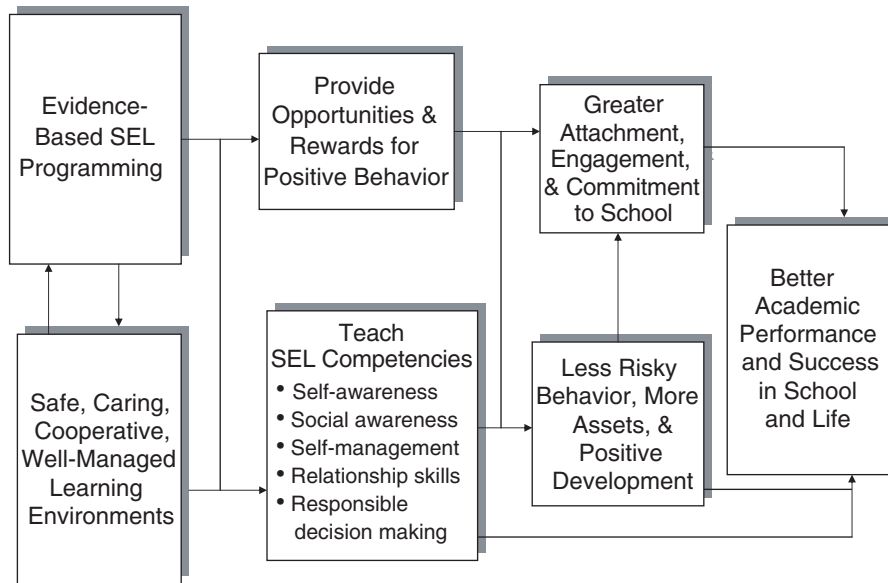 Evidence-
Based SEL
Programming
Provide
Opportunities &
Rewards for
Positive Behavior
Greater
Attachment,
Engagement,
& Commitment
to School
Safe, Caring,
Cooperative,
Well-Managed
Learning
Environments
Teach
SEL Competencies
• Self-awareness
• Social awareness
• Self-management
• Relationship skills
• Responsible
decision making
Less Risky
Behavior, More
Assets, &
Positive
Development
Better
Academic
Performance
and Success
in School
and Life